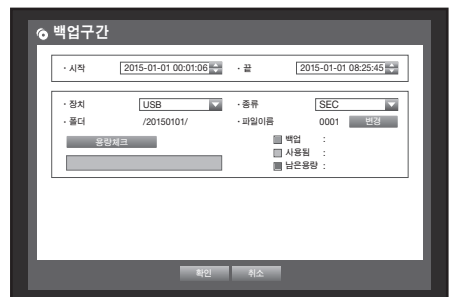 백업구간
· 시작 2015-01-01 00:01:06 · 끝 2015-01-01 08:25:45
· 장치 USB · 종류 SEC
· 폴더 /20150101/ · 파일이름 0001 변경
용량체크 백업 :
사용됨 :
남은용량 :
확인 취소